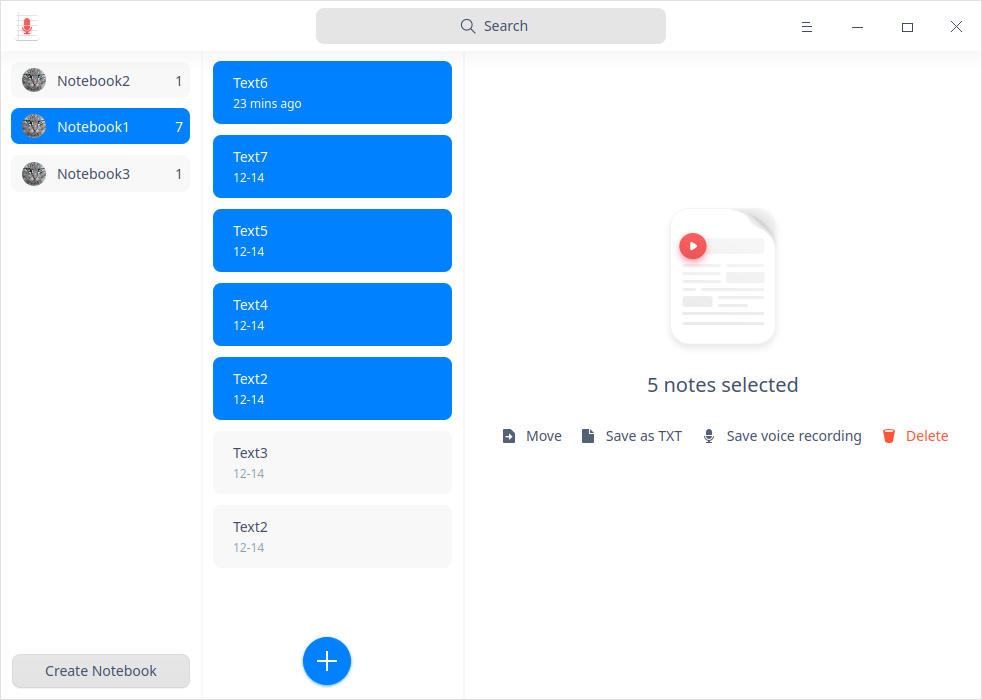 Search
Notebook2 1
Notebook1 7
Notebook3 1
Create Notebook
Text6
23 mins ago
Text7
12-14
Text5
12-14
Text4
12-14
Text2
12-14
Text3
12-14
Text2
12-14
5 notes selected
Move Save as TXT Save voice recording Delete